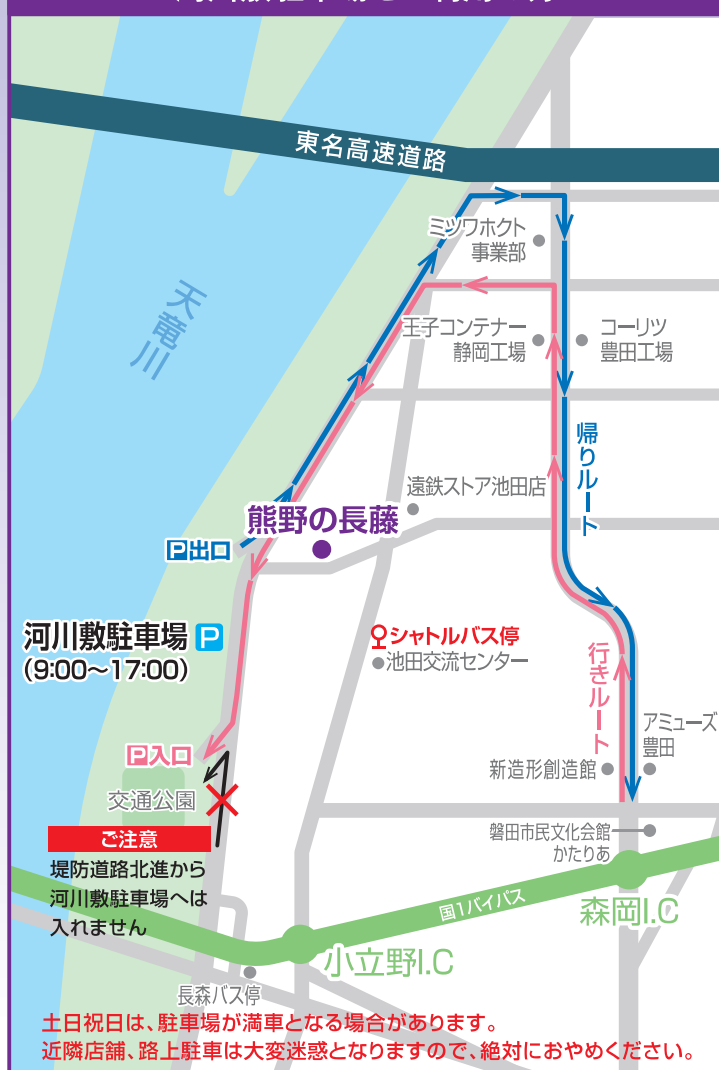 東名高速道路
ミツワホクト
事業部
天竜川
王子コンテナー
静岡工場
コーリツ
豊田工場
帰りルート
遠鉄ストア池田店
熊野の長藤
P出口
河川敷駐車場 P
(9:00～17:00)
シャトルバス停
池田交流センター
行きルート
アミューズ
豊田
P入口
新造形創造館
交通公園
磐田市民文化会館
かたりあ
ご注意
堤防道路北進から
河川敷駐車場へは
入れません
国1バイパス
森岡I.C
小立野I.C
長森バス停
土日祝日は、駐車場が満車となる場合があります。
近隣店舗、路上駐車は大変迷惑となりますので、絶対におやめください。